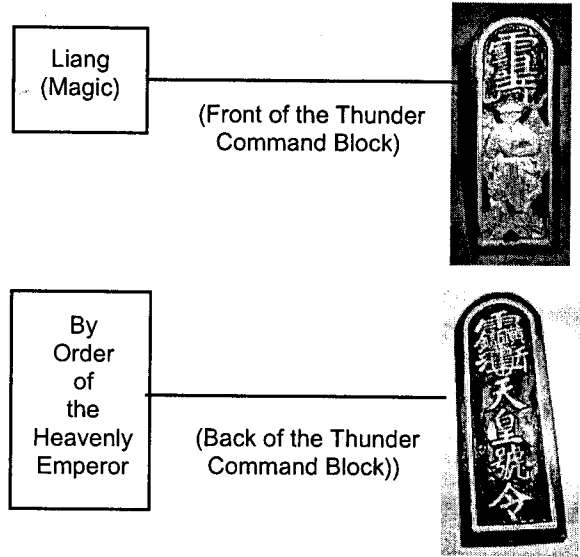 Liang
(Magic)
(Front of the Thunder
Command Block)
By
Order
of
the
Heavenly
Emperor
(Back of the Thunder
Command Block))
天
皇
號
令